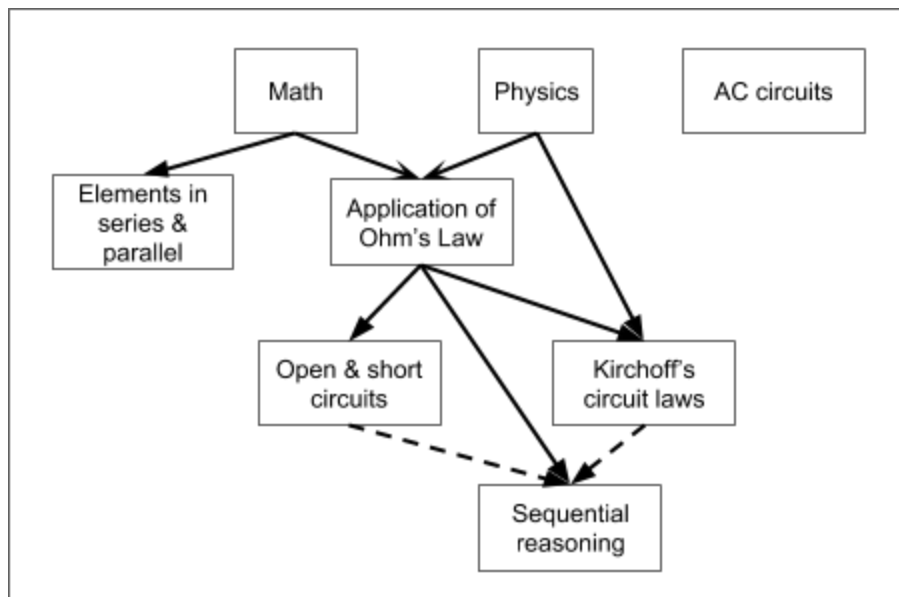 Math
Physics
AC circuits
Elements in
series &
parallel
Application of
Ohm's Law
Open & short
circuits
Kirchoff's
circuit laws
Sequential
reasoning